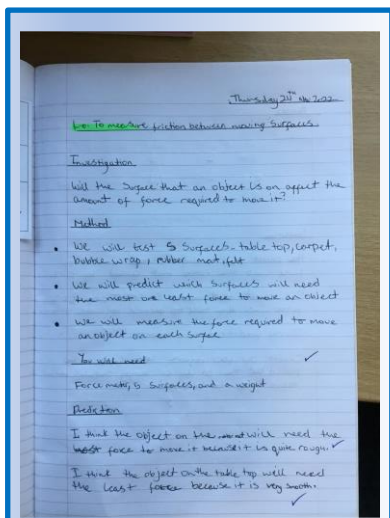 Thursday 24th Nov 2022
L.o: To measure friction between moving surfaces.
Investigation
Will the surface that an object is on affect the
amount of force required to move it?
Method
• We will test 5 surfaces - table top, carpet,
bubble wrap, rubber mat, felt
• We will predict which surfaces will need
the most and least force to move an object
• We will measure the force required to move
an object on each surface
You will need
Force meter, 5 surfaces, and a weight
Prediction
I think the object on the will need the
most force to move it because it is quite rough.
I think the object on the table top will need
the least force because it is very smooth.